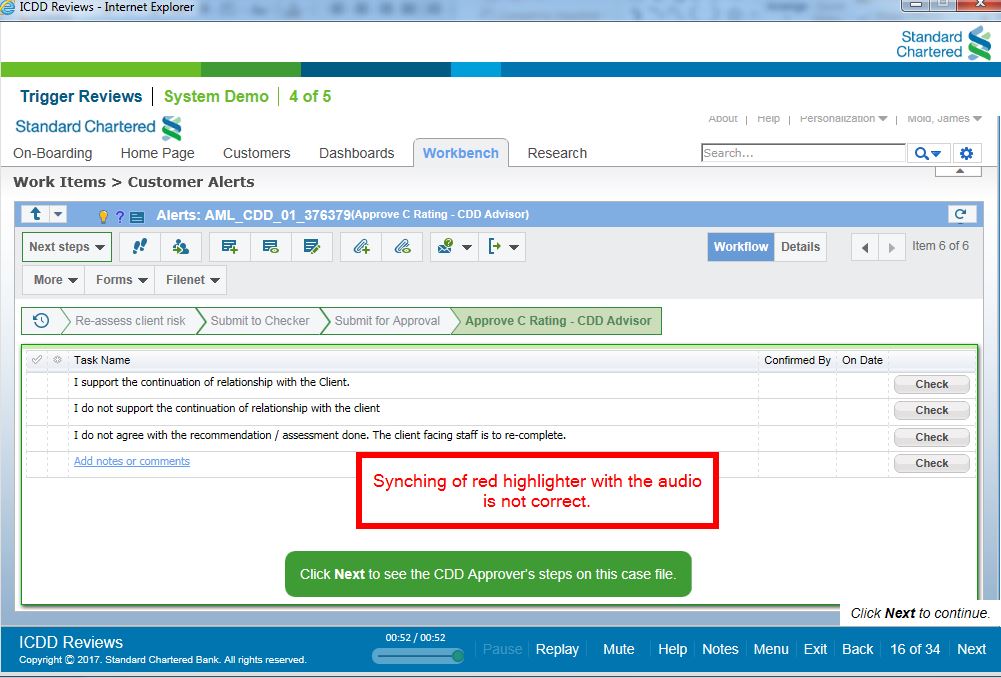 ICDD Reviews - Internet Explorer
Standard
Chartered
Trigger Reviews | System Demo | 4 of 5
Standard Chartered
About | Help | Personalization | Mold, James
On-Boarding Home Page Customers Dashboards Workbench Research
Search...
Work Items > Customer Alerts
Alerts: AML_CDD_01_376379(Approve C Rating - CDD Advisor)
Next steps Workflow Details Item 6 of 6
More Forms Filenet
Re-assess client risk Submit to Checker Submit for Approval Approve C Rating - CDD Advisor
Task Name Confirmed By On Date
I support the continuation of relationship with the Client. Check
I do not support the continuation of relationship with the client Check
I do not agree with the recommendation / assessment done. The client facing staff is to re-complete. Check
Add notes or comments Check
Synching of red highlighter with the audio
is not correct.
Click Next to see the CDD Approver's steps on this case file.
Click Next to continue.
ICDD Reviews
Copyright © 2017. Standard Chartered Bank. All rights reserved.
00:52 / 00:52
Pause Replay Mute Help Notes Menu Exit Back 16 of 34 Next